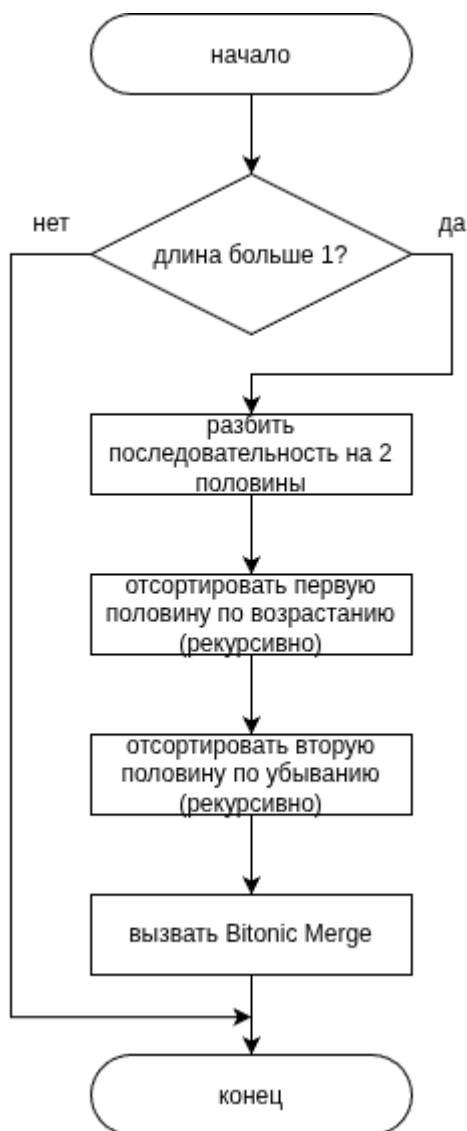 начало
нет
да
длина больше 1?
разбить
последовательность на 2
половины
отсортировать первую
половину по возрастанию
(рекурсивно)
отсортировать вторую
половину по убыванию
(рекурсивно)
вызвать Bitonic Merge
конец